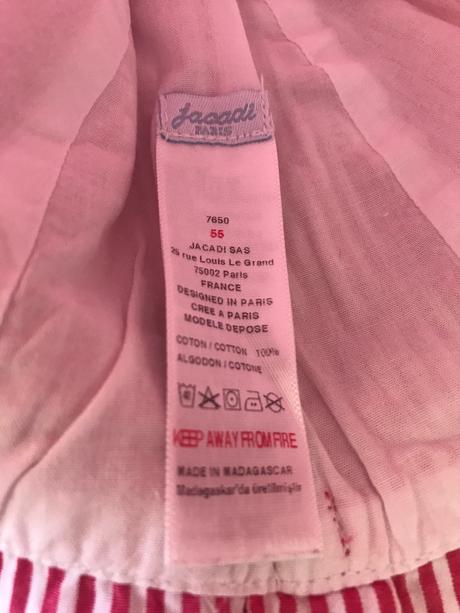 Jacadi
PARIS
7650
55
JACADI SAS
26 rue Louis Le Grand
75002 Paris
FRANCE
DESIGNED IN PARIS
CREE A PARIS
MODELE DEPOSE
COTON / COTTON 100%
ALGODON / COTONE
KEEP AWAY FROM FIRE
MADE IN MADAGASCAR
Madagaskar'da üretilmiştir